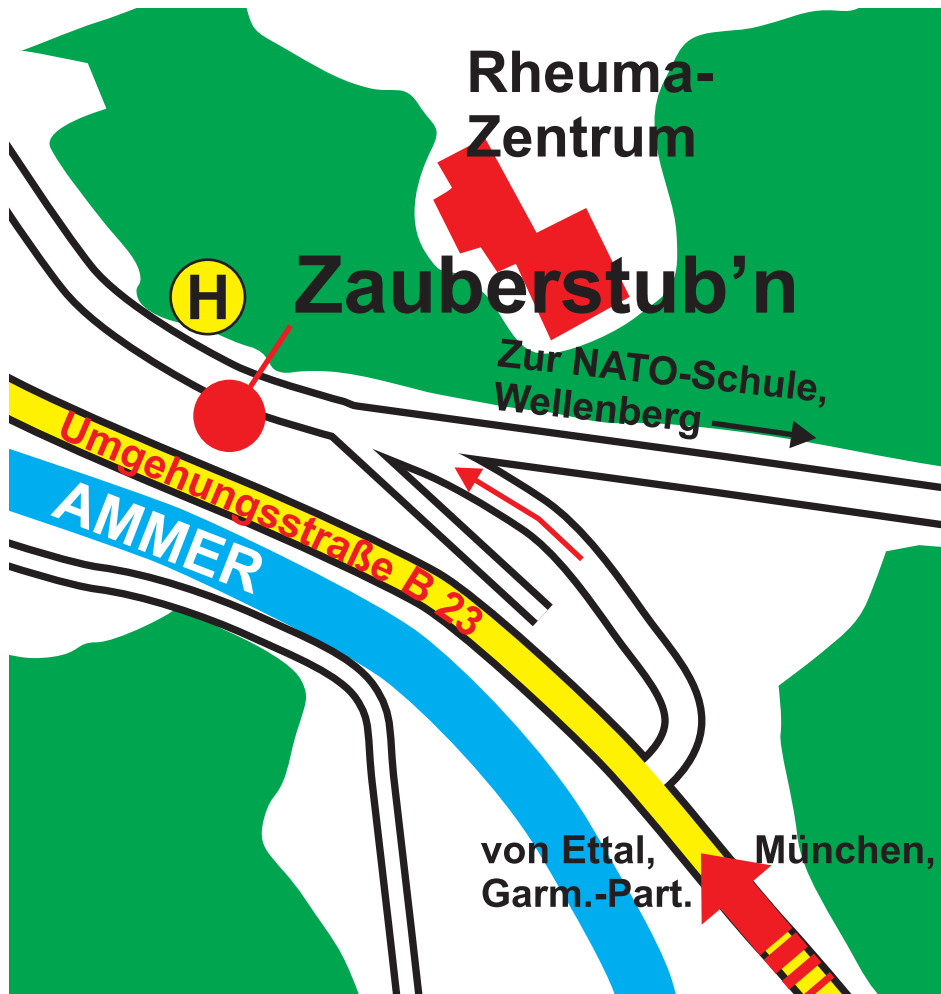 Rheuma-
Zentrum
H
Zauberstub’n
Zur NATO-Schule,
Wellenberg
Umgehungsstraße B 23
AMMER
von Ettal, München,
Garm.-Part.